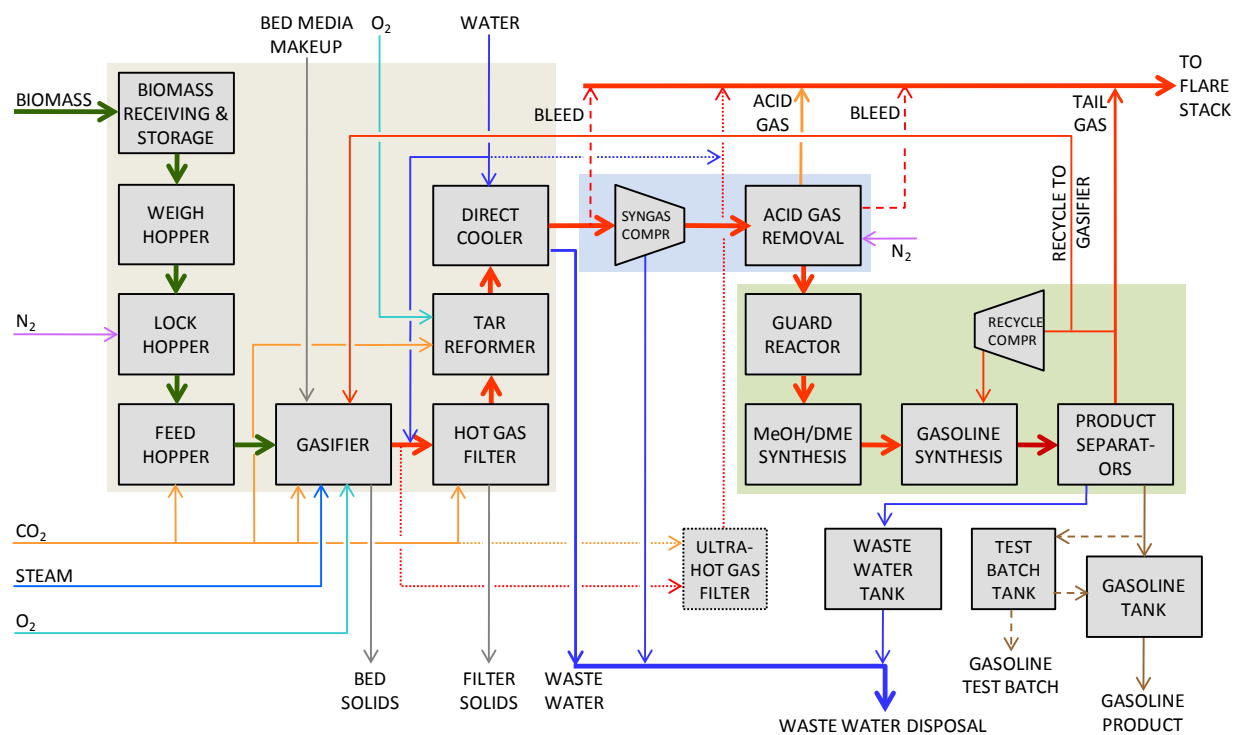 BED MEDIA
MAKEUP
O2
WATER
TO
FLARE
STACK
BIOMASS
BIOMASS
RECEIVING &
STORAGE
BLEED
ACID
GAS
BLEED
TAIL
GAS
WEIGH
HOPPER
DIRECT
COOLER
SYNGAS
COMPR
ACID GAS
REMOVAL
N2
RECYCLE TO
GASIFIER
N2
LOCK
HOPPER
TAR
REFORMER
GUARD
REACTOR
RECYCLE
COMPR
FEED
HOPPER
GASIFIER
HOT GAS
FILTER
MeOH/DME
SYNTHESIS
GASOLINE
SYNTHESIS
PRODUCT
SEPARAT-
ORS
CO2
STEAM
O2
ULTRA-
HOT GAS
FILTER
WASTE
WATER
TANK
TEST
BATCH
TANK
GASOLINE
TANK
BED
SOLIDS
FILTER
SOLIDS
WASTE
WATER
GASOLINE
TEST BATCH
GASOLINE
PRODUCT
WASTE WATER DISPOSAL